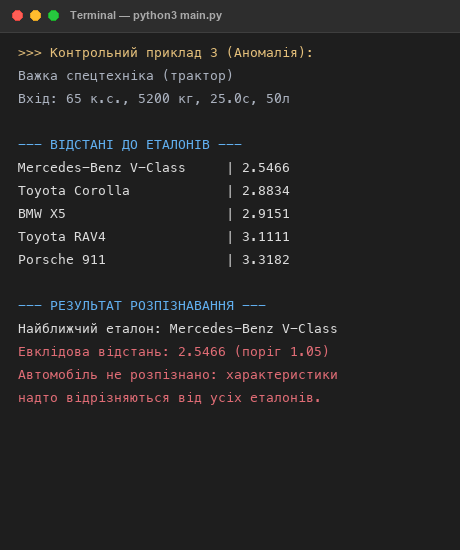 Terminal — python3 main.py
>>> Контрольний приклад 3 (Аномалія):
Важка спецтехніка (трактор)
Вхід: 65 к.с., 5200 кг, 25.0с, 50л
--- ВІДСТАНІ ДО ЕТАЛОНІВ ---
Mercedes-Benz V-Class | 2.5466
Toyota Corolla | 2.8834
BMW X5 | 2.9151
Toyota RAV4 | 3.1111
Porsche 911 | 3.3182
--- РЕЗУЛЬТАТ РОЗПІЗНАВАННЯ ---
Найближчий еталон: Mercedes-Benz V-Class
Евклідова відстань: 2.5466 (поріг 1.05)
Автомобіль не розпізнано: характеристики
надто відрізняються від усіх еталонів.